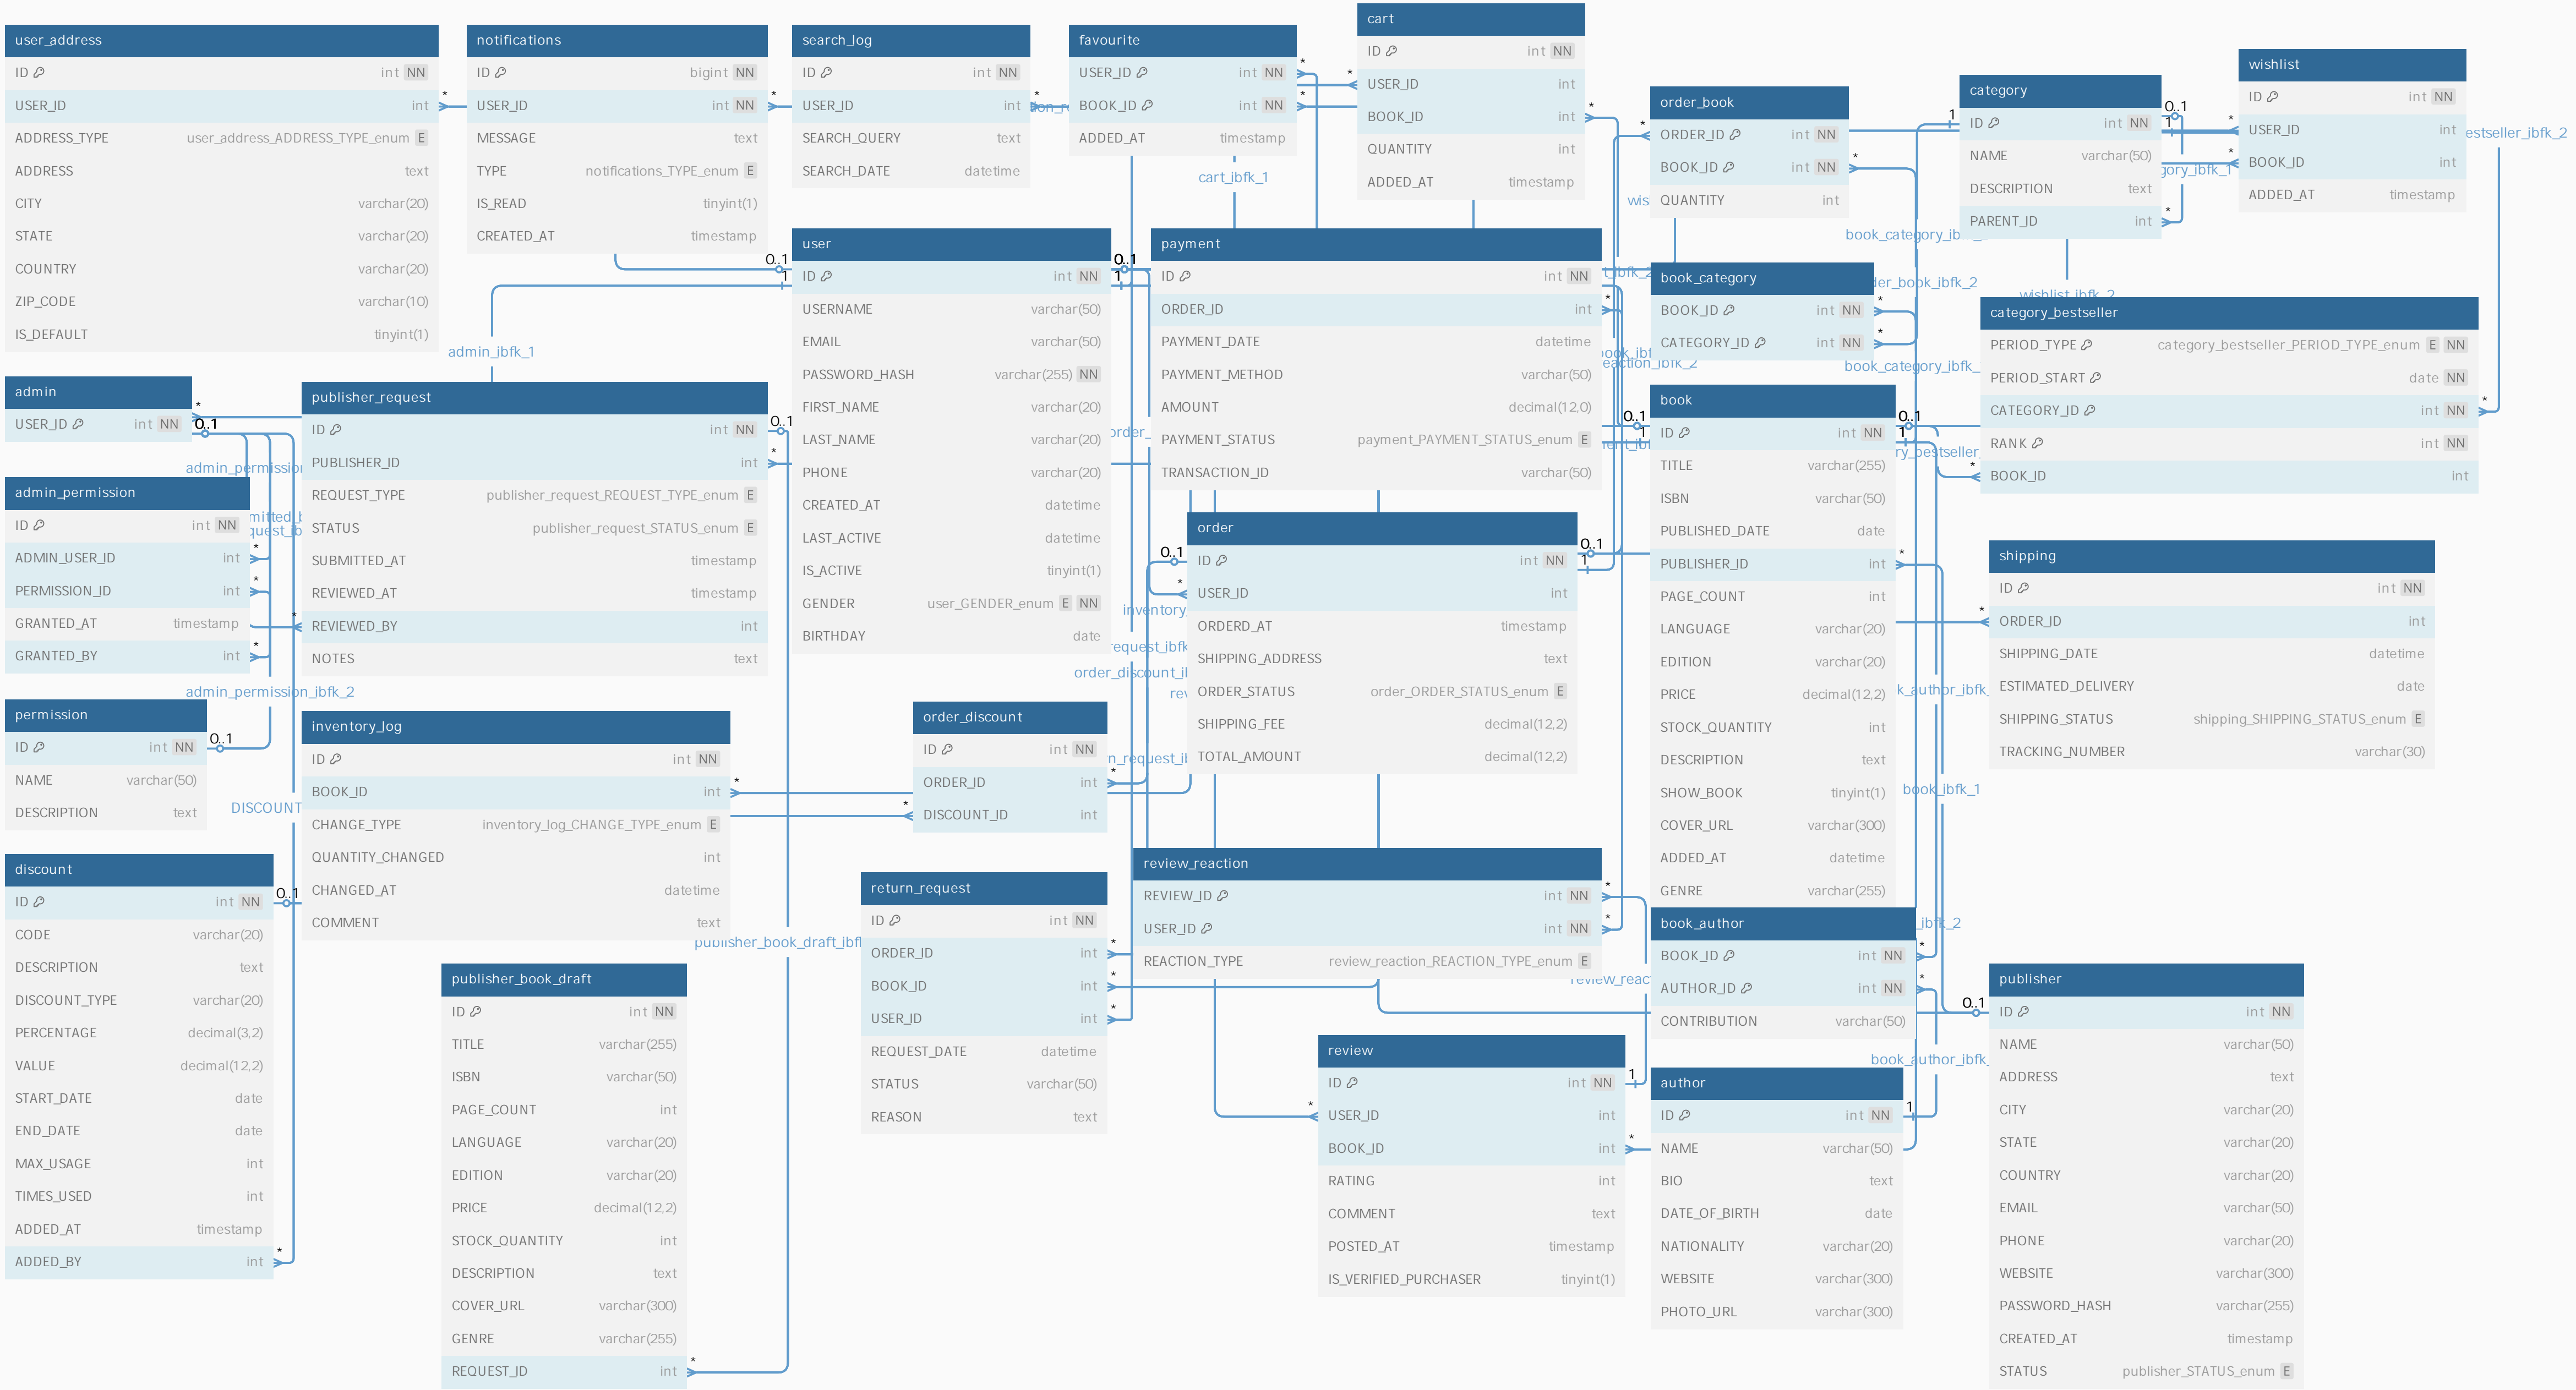 user_address
ID int NN
USER_ID int
ADDRESS_TYPE user_address_ADDRESS_TYPE_enum E
ADDRESS text
CITY varchar(20)
STATE varchar(20)
COUNTRY varchar(20)
ZIP_CODE varchar(10)
IS_DEFAULT tinyint(1)
notifications
ID bigint NN
USER_ID int NN
MESSAGE text
TYPE notifications_TYPE_enum E
IS_READ tinyint(1)
CREATED_AT timestamp
search_log
ID int NN
USER_ID int
SEARCH_QUERY text
SEARCH_DATE datetime
favourite
USER_ID int NN
BOOK_ID int NN
ADDED_AT timestamp
cart_ibfk_1
cart
ID int NN
USER_ID int
BOOK_ID int
QUANTITY int
ADDED_AT timestamp
order_book
ORDER_ID int NN
BOOK_ID int NN
QUANTITY int
category
ID int NN
NAME varchar(50)
DESCRIPTION text
PARENT_ID int
wishlist
ID int NN
USER_ID int
BOOK_ID int
ADDED_AT timestamp
wishlist_ibfk_2
user
ID int NN
USERNAME varchar(50)
EMAIL varchar(50)
PASSWORD_HASH varchar(255) NN
FIRST_NAME varchar(20)
LAST_NAME varchar(20)
PHONE varchar(20)
CREATED_AT datetime
LAST_ACTIVE datetime
IS_ACTIVE tinyint(1)
GENDER user_GENDER_enum E NN
BIRTHDAY date
payment
ID int NN
ORDER_ID int
PAYMENT_DATE datetime
PAYMENT_METHOD varchar(50)
AMOUNT decimal(12,0)
PAYMENT_STATUS payment_PAYMENT_STATUS_enum E
TRANSACTION_ID varchar(50)
book_category
BOOK_ID int NN
CATEGORY_ID int NN
category_bestseller
PERIOD_TYPE category_bestseller_PERIOD_TYPE_enum E NN
PERIOD_START date NN
CATEGORY_ID int NN
RANK int NN
BOOK_ID int
admin_ibfk_1
admin
USER_ID int NN
publisher_request
ID int NN
PUBLISHER_ID int
REQUEST_TYPE publisher_request_REQUEST_TYPE_enum E
STATUS publisher_request_STATUS_enum E
SUBMITTED_AT timestamp
REVIEWED_AT timestamp
REVIEWED_BY int
NOTES text
admin_permission
ID int NN
ADMIN_USER_ID int
PERMISSION_ID int
GRANTED_AT timestamp
GRANTED_BY int
admin_permission_ibfk_2
permission
ID int NN
NAME varchar(50)
DESCRIPTION text
book
ID int NN
TITLE varchar(255)
ISBN varchar(50)
PUBLISHED_DATE date
PUBLISHER_ID int
PAGE_COUNT int
LANGUAGE varchar(20)
EDITION varchar(20)
PRICE decimal(12,2)
STOCK_QUANTITY int
DESCRIPTION text
SHOW_BOOK tinyint(1)
COVER_URL varchar(300)
ADDED_AT datetime
GENRE varchar(255)
book_ibfk_1
order
ID int NN
USER_ID int
ORDERD_AT timestamp
SHIPPING_ADDRESS text
ORDER_STATUS order_ORDER_STATUS_enum E
SHIPPING_FEE decimal(12,2)
TOTAL_AMOUNT decimal(12,2)
shipping
ID int NN
ORDER_ID int
SHIPPING_DATE datetime
ESTIMATED_DELIVERY date
SHIPPING_STATUS shipping_SHIPPING_STATUS_enum E
TRACKING_NUMBER varchar(30)
inventory_log
ID int NN
BOOK_ID int
CHANGE_TYPE inventory_log_CHANGE_TYPE_enum E
QUANTITY_CHANGED int
CHANGED_AT datetime
COMMENT text
order_discount
ID int NN
ORDER_ID int
DISCOUNT_ID int
discount
ID int NN
CODE varchar(20)
DESCRIPTION text
DISCOUNT_TYPE varchar(20)
PERCENTAGE decimal(3,2)
VALUE decimal(12,2)
START_DATE date
END_DATE date
MAX_USAGE int
TIMES_USED int
ADDED_AT timestamp
ADDED_BY int
publisher_book_draft
ID int NN
TITLE varchar(255)
ISBN varchar(50)
PAGE_COUNT int
LANGUAGE varchar(20)
EDITION varchar(20)
PRICE decimal(12,2)
STOCK_QUANTITY int
DESCRIPTION text
COVER_URL varchar(300)
GENRE varchar(255)
REQUEST_ID int
return_request
ID int NN
ORDER_ID int
BOOK_ID int
USER_ID int
REQUEST_DATE datetime
STATUS varchar(50)
REASON text
review_reaction
REVIEW_ID int NN
USER_ID int NN
REACTION_TYPE review_reaction_REACTION_TYPE_enum E
review
ID int NN
USER_ID int
BOOK_ID int
RATING int
COMMENT text
POSTED_AT timestamp
IS_VERIFIED_PURCHASER tinyint(1)
book_author
BOOK_ID int NN
AUTHOR_ID int NN
CONTRIBUTION varchar(50)
author
ID int NN
NAME varchar(50)
BIO text
DATE_OF_BIRTH date
NATIONALITY varchar(20)
WEBSITE varchar(300)
PHOTO_URL varchar(300)
publisher
ID int NN
NAME varchar(50)
ADDRESS text
CITY varchar(20)
STATE varchar(20)
COUNTRY varchar(20)
EMAIL varchar(50)
PHONE varchar(20)
WEBSITE varchar(300)
PASSWORD_HASH varchar(255)
CREATED_AT timestamp
STATUS publisher_STATUS_enum E